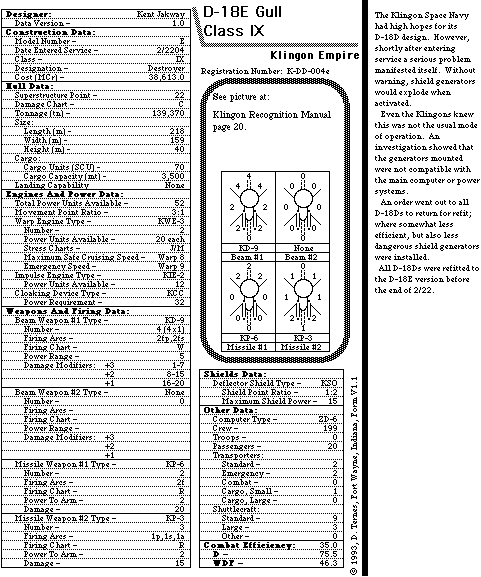 Designer: Kent Jakway
Data Version - 1.0
Construction Data:
Model Number - E
Date Entered Service - 2/2204
Class - IX
Designation - Destroyer
Cost (MCr) - 38,613.0
Hull Data:
Superstructure Point - 22
Damage Chart - C
Tonnage (tn) - 139,370
Size:
Length (m) - 218
Width (m) - 159
Height (m) - 40
Cargo:
Cargo Units (SCU) - 70
Cargo Capacity (mt) - 3,500
Landing Capability None
Engines And Power Data:
Total Power Units Available - 52
Movement Point Ratio - 3:1
Warp Engine Type - KWE-3
Number - 2
Power Units Available - 20 each
Stress Charts - J/M
Maximum Safe Cruising Speed - Warp 8
Emergency Speed - Warp 9
Impulse Engine Type - KIE-2
Power Units Available - 12
Cloaking Device Type - KCC
Power Requirement - 32
Weapons And Firing Data:
Beam Weapon #1 Type - KD-9
Number - 4 (4x1)
Firing Arcs - 2fp,2fs
Firing Chart - W
Power Range - 5
Damage Modifiers: +3 1-7
+2 8-15
+1 16-20
Beam Weapon #2 Type - None
Number - 0
Firing Arcs -
Firing Chart -
Power Range -
Damage Modifiers: +3
+2
+1
Missile Weapon #1 Type - KP-6
Number - 2
Firing Arcs - 2f
Firing Chart - R
Power To Arm - 2
Damage - 20
Missile Weapon #2 Type - KP-3
Number - 3
Firing Arcs - 1p,1s,1a
Firing Chart - R
Power To Arm - 2
Damage - 15
D-18E Gull
Class IX
Klingon Empire
Registration Number: K-DD-004e
See picture at:
Klingon Recognition Manual
page 20.
4 4
4 4
2 2
0 0
0 0
0 0
KD-9 None
Beam #1 Beam #2
2 2
0 0
0 0
1 1
KP-6 KP-3
Missile #1 Missile #2
Shields Data:
Deflector Shield Type - KSO
Shield Point Ratio - 1:2
Maximum Shield Power - 15
Other Data:
Computer Type - ZD-6
Crew - 199
Troops - 0
Passengers - 20
Transporters:
Standard - 2
Emergency - 2
Combat - 0
Cargo, Small - 1
Cargo, Large - 0
Shuttlecraft:
Standard - 9
Large - 3
Other - 0
Combat Efficiency: 35.0
D - 75.5
WDF - 46.3
© 1993, D. Ternes, Fort Wayne, Indiana, Form V1.1
The Klingon Space Navy
had high hopes for its
D-18D design. However,
shortly after entering
service a serious problem
manifested itself. Without
warning, shield generators
would explode when
activated.
Even the Klingons knew
this was not the usual mode
of operation. An
investigation showed that
the generators mounted
were not compatible with
the main computer or power
systems.
An order went out to all
D-18Ds to return for refit;
where somewhat less
efficient, but also less
dangerous shield generators
were installed.
All D-18Ds were refitted to
the D-18E version before
the end of 2/22.